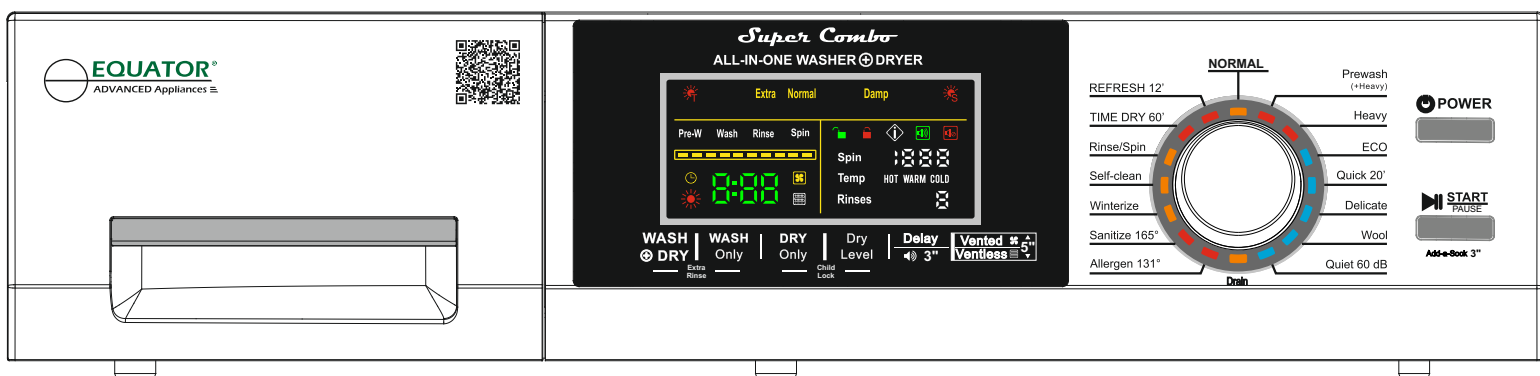 EQUATOR®
ADVANCED Appliances
Super Combo
ALL-IN-ONE WASHER DRYER
T Extra Normal Damp S
Pre-W Wash Rinse Spin
Spin 1888
Temp HOT WARM COLD
8:88
Rinses 8
WASH DRY
WASH Only
DRY Only
Dry Level
Delay 3"
Vented
Ventless
5"
Extra Rinse
Child Lock
NORMAL
REFRESH 12'
TIME DRY 60'
Rinse/Spin
Self-clean
Winterize
Sanitize 165°
Allergen 131°
Drain
Prewash
(+Heavy)
Heavy
ECO
Quick 20'
Delicate
Wool
Quiet 60 dB
POWER
START
PAUSE
Add-a-Sock 3"